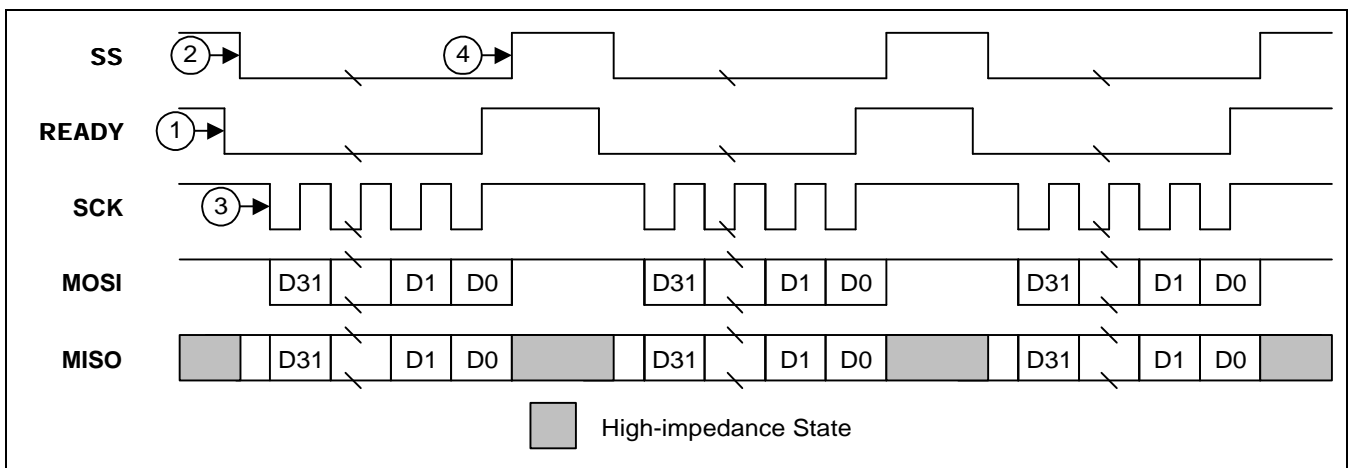 SS 2 4
READY 1
SCK 3
MOSI D31 D1 D0 D31 D1 D0 D31 D1 D0
MISO D31 D1 D0 D31 D1 D0 D31 D1 D0
High-impedance State